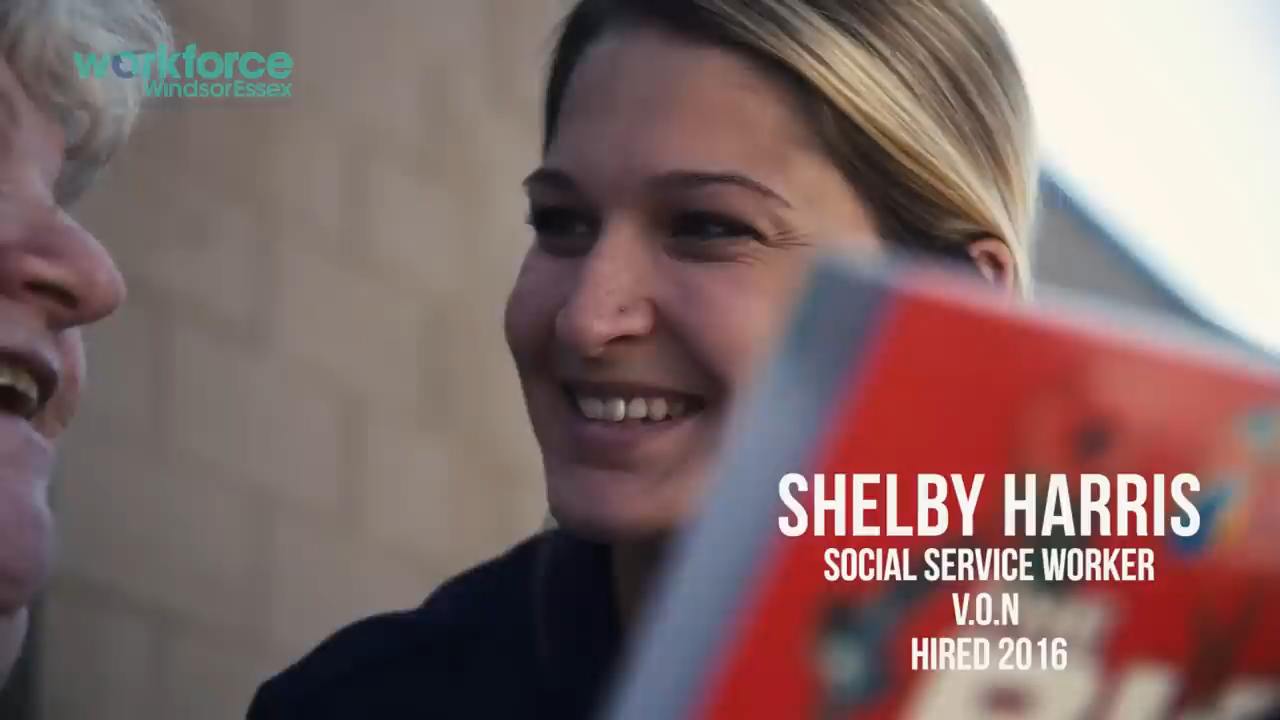 workforce
WindsorEssex
SHELBY HARRIS
SOCIAL SERVICE WORKER
V.O.N
HIRED 2016